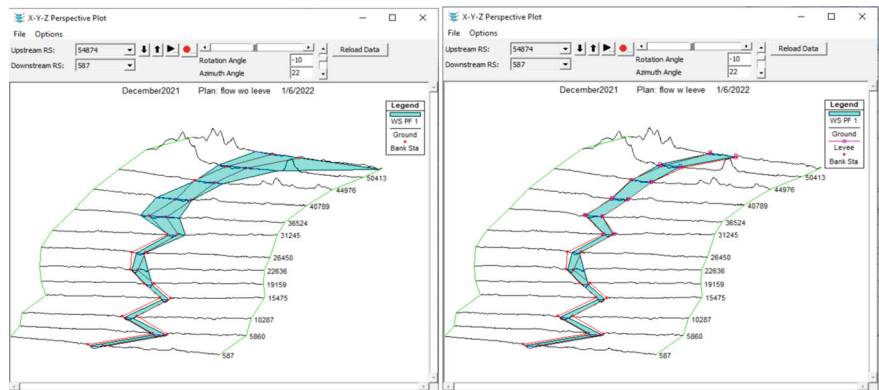 X-Y-Z Perspective Plot
File Options
Upstream RS: 54874
Downstream RS: 587
Reload Data
Rotation Angle -10
Azimuth Angle 22
December2021 Plan: flow wo leeve 1/6/2022
Legend
WS PF 1
Ground
Bank Sta
50413
44976
40789
36524
31245
26450
22636
19159
15475
10287
5860
587
X-Y-Z Perspective Plot
File Options
Upstream RS: 54874
Downstream RS: 587
Reload Data
Rotation Angle -10
Azimuth Angle 22
December2021 Plan: flow w leeve 1/6/2022
Legend
WS PF 1
Ground
Levee
Bank Sta
50413
44976
40789
36524
31245
26450
22636
19159
15475
10287
5860
587